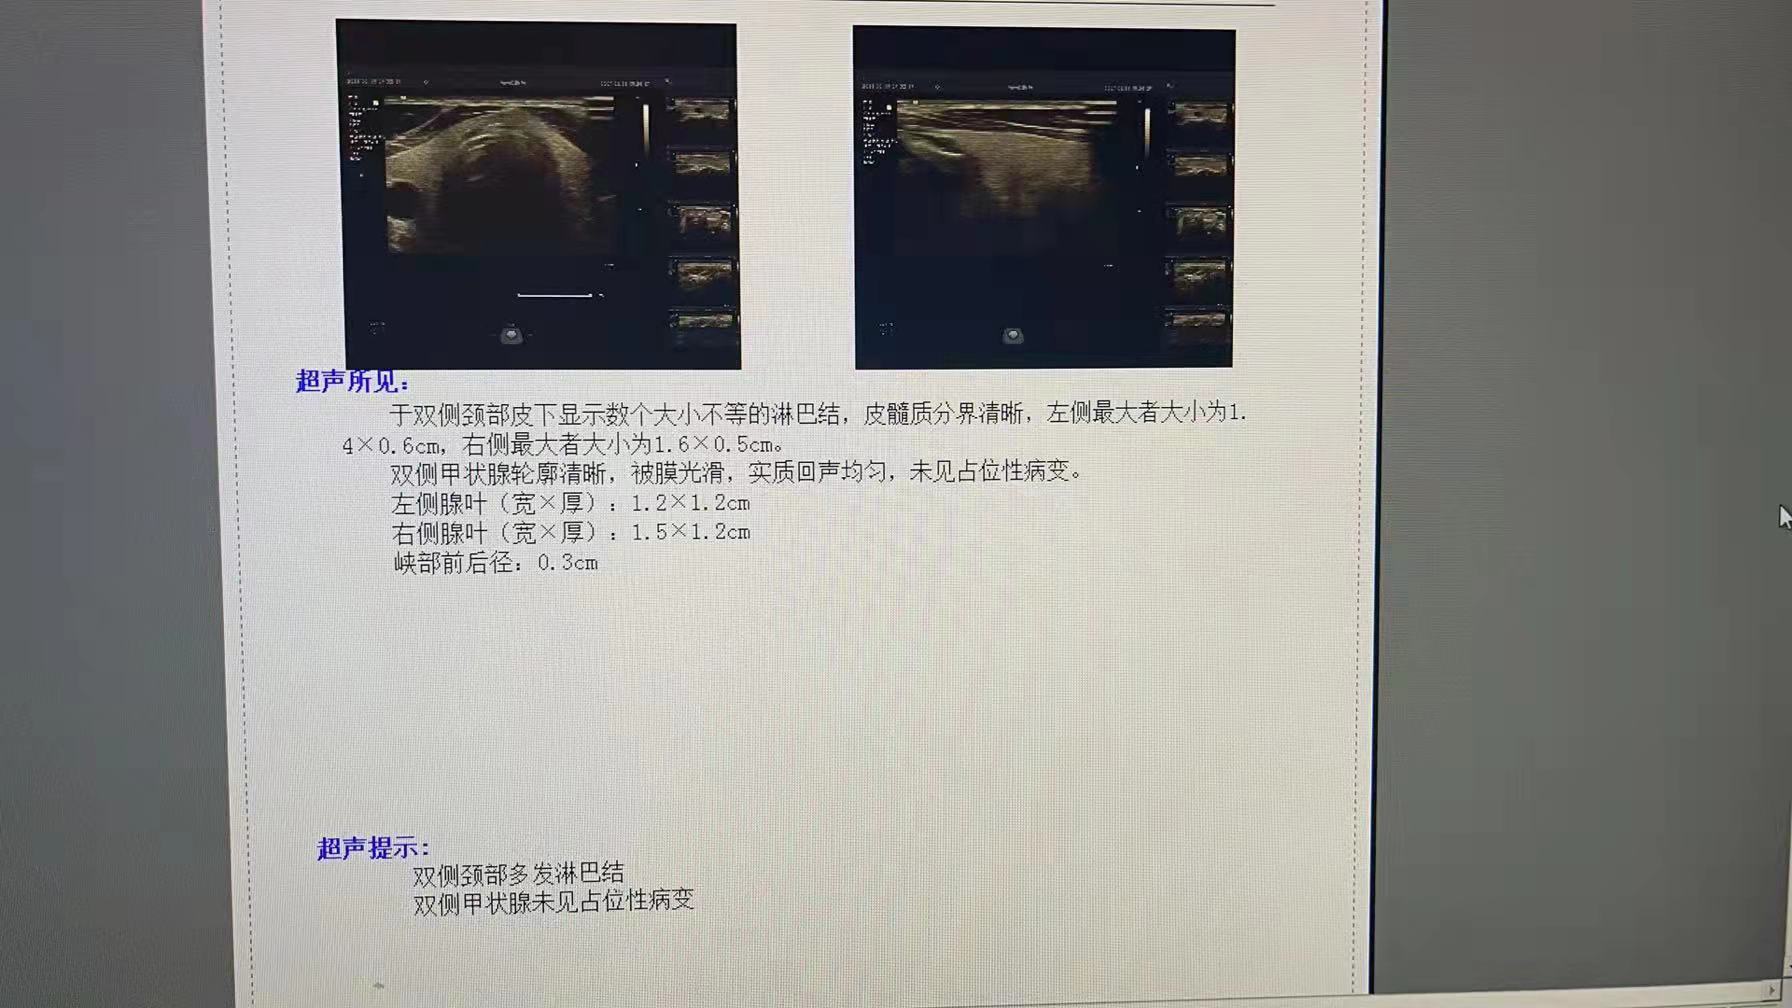 超声所见:
于双侧颈部皮下显示数个大小不等的淋巴结，皮髓质分界清晰，左侧最大者大小为1.
4×0.6cm，右侧最大者大小为1.6×0.5cm。
双侧甲状腺轮廓清晰，被膜光滑，实质回声均匀，未见占位性病变。
左侧腺叶（宽×厚）：1.2×1.2cm
右侧腺叶（宽×厚）：1.5×1.2cm
峡部前后径：0.3cm
超声提示:
双侧颈部多发淋巴结
双侧甲状腺未见占位性病变